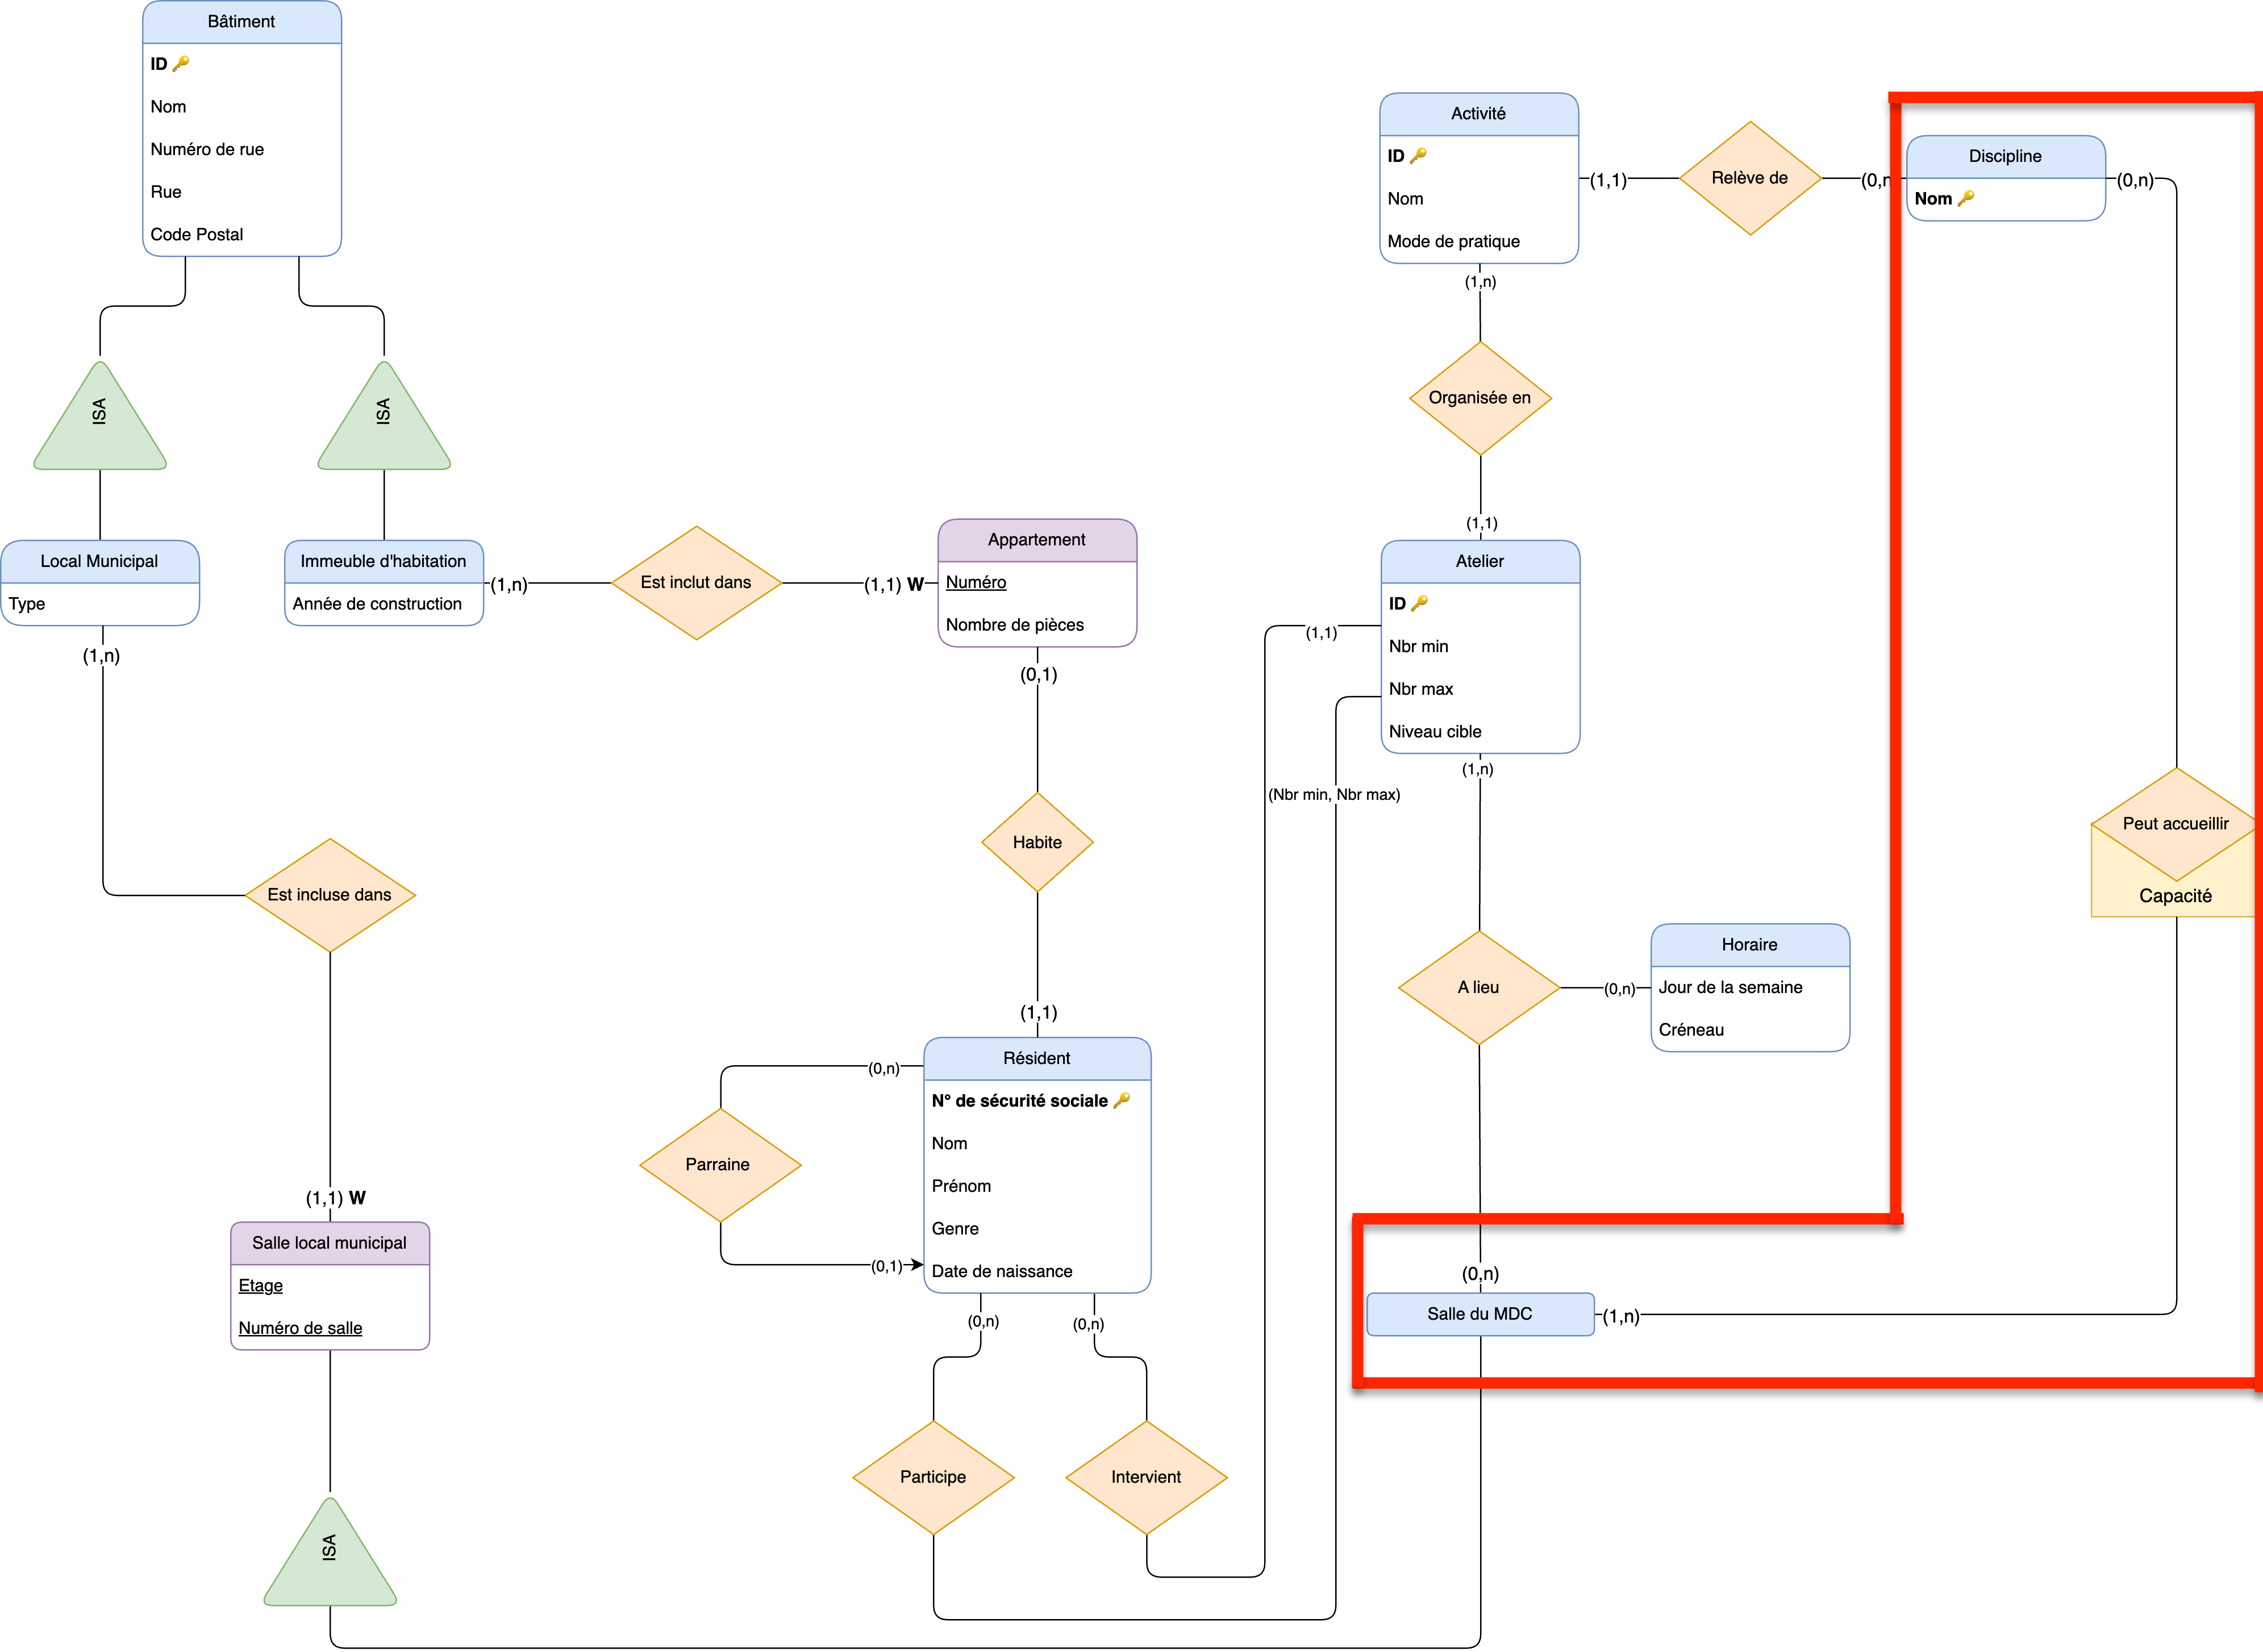 Bâtiment
ID
Nom
Numéro de rue
Rue
Code Postal
ISA
ISA
Local Municipal
Type
(1,n)
Immeuble d'habitation
Année de construction
(1,n)
Est inclut dans
(1,1) W
Appartement
Numéro
Nombre de pièces
(0,1)
Habite
(1,1)
Est incluse dans
(1,1) W
Salle local municipal
Etage
Numéro de salle
ISA
Résident
N° de sécurité sociale
Nom
Prénom
Genre
Date de naissance
(0,n)
Parraine
(0,1)
(0,n)
(0,n)
Participe
Intervient
Activité
ID
Nom
Mode de pratique
(1,1)
Relève de
(0,n
Discipline
Nom
(0,n)
(1,n)
Organisée en
(1,1)
Atelier
ID
Nbr min
Nbr max
Niveau cible
(1,1)
(Nbr min, Nbr max)
(1,n)
A lieu
(0,n)
Horaire
Jour de la semaine
Créneau
Peut accueillir
Capacité
(0,n)
Salle du MDC
(1,n)